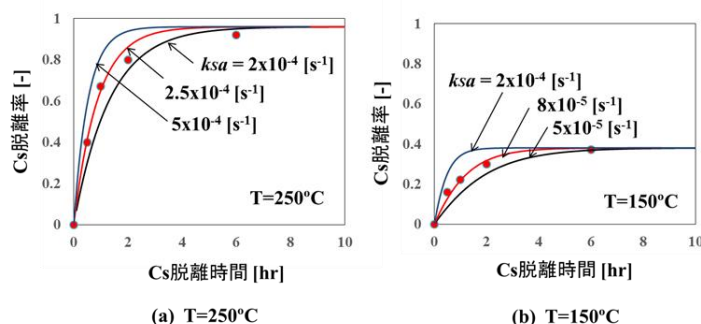 1
0.8
0.6
0.4
0.2
0
Cs脱離率 [-]
ksa = 2x10⁻⁴ [s⁻¹]
2.5x10⁻⁴ [s⁻¹]
5x10⁻⁴ [s⁻¹]
T=250ºC
0 2 4 6 8 10
Cs脱離時間 [hr]
(a) T=250ºC
1
0.8
0.6
0.4
0.2
0
Cs脱離率 [-]
ksa = 2x10⁻⁴ [s⁻¹]
8x10⁻⁵ [s⁻¹]
5x10⁻⁵ [s⁻¹]
T=150ºC
0 2 4 6 8 10
Cs脱離時間 [hr]
(b) T=150ºC